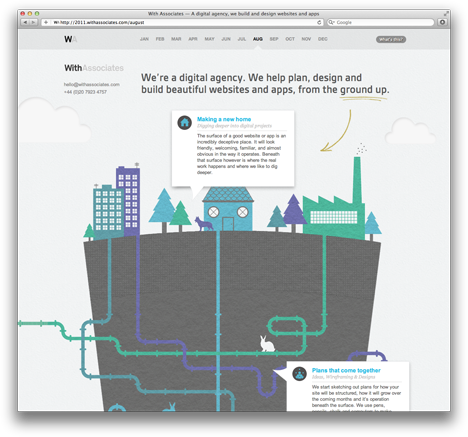 With Associates — A digital agency, we build and design websites and apps
http://2011.withassociates.com/august
Google
WA
JAN FEB MAR APR MAY JUN JUL AUG SEP OCT NOV DEC
What's this?
WithAssociates
hello@withassociates.com
+44 (0)20 7923 4757
We're a digital agency. We help plan, design and
build beautiful websites and apps, from the ground up.
Making a new home
Digging deeper into digital projects
The surface of a good website or app is an
incredibly deceptive place. It will look
friendly, welcoming, familiar, and almost
obvious in the way it operates. Beneath
that surface however is where the real
work happens and where we like to dig
deeper.
Plans that come together
Ideas, Wireframing & Designs
We start sketching out plans for how your
site will be structured, how it will grow over
the coming months and it's operation
beneath the surface. We use pans,